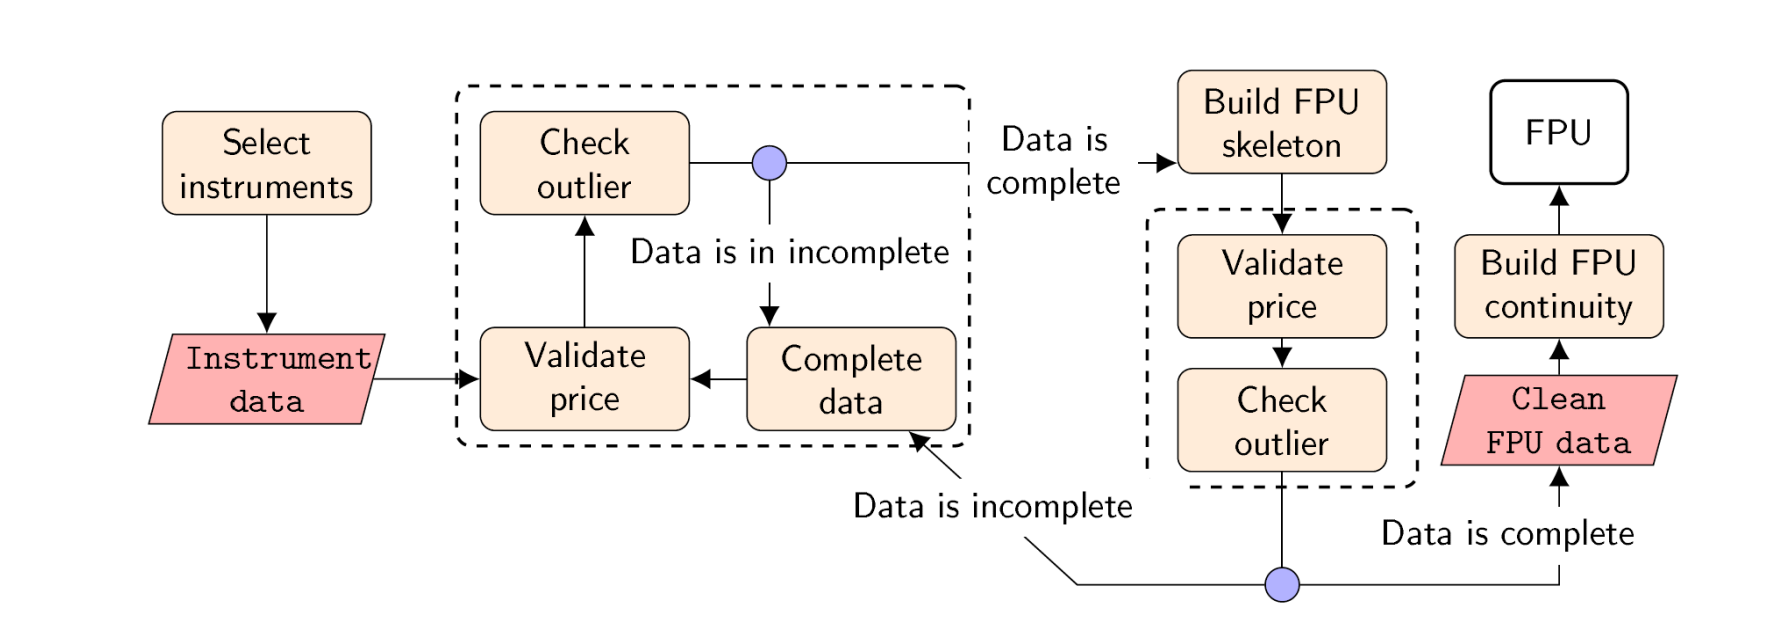 Select
instruments
Instrument
data
Check
outlier
Data is in incomplete
Validate
price
Complete
data
Data is
complete
Data is incomplete
Build FPU
skeleton
Validate
price
Check
outlier
FPU
Build FPU
continuity
Clean
FPU data
Data is complete